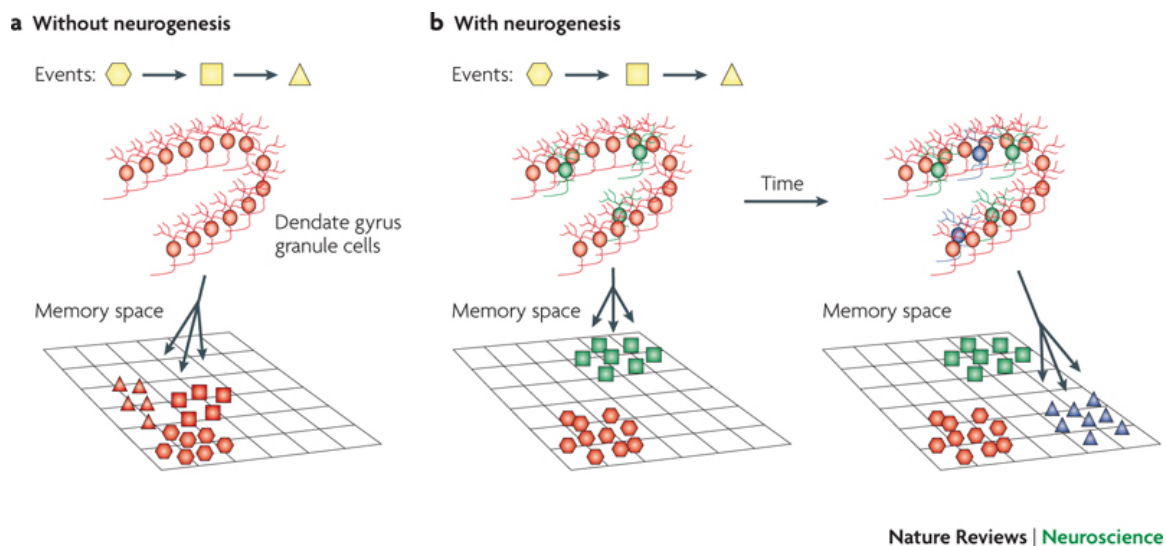 a Without neurogenesis
Events:
Dendate gyrus
granule cells
Memory space
b With neurogenesis
Events:
Time
Memory space
Memory space
Nature Reviews | Neuroscience